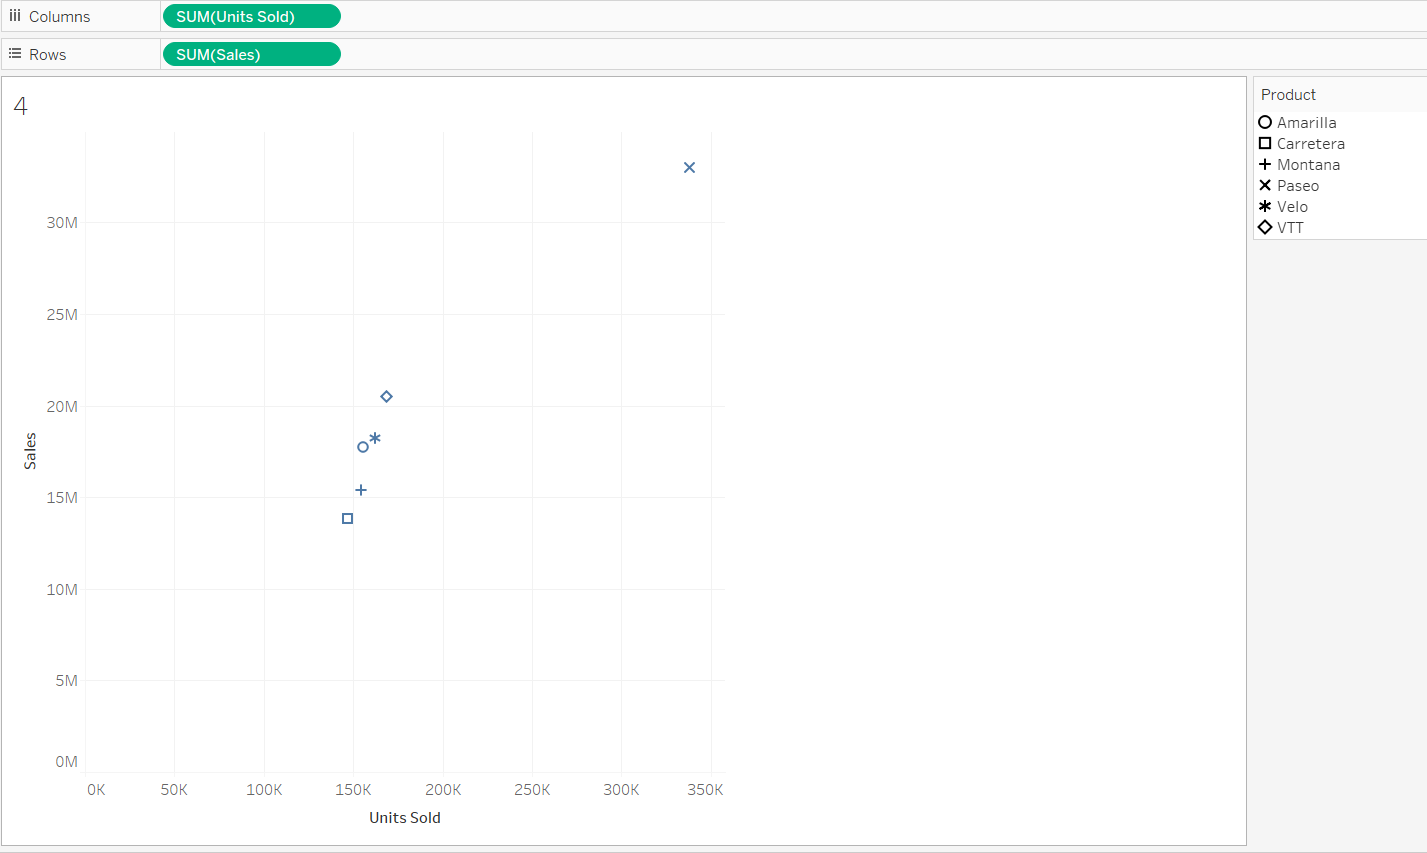 Columns
SUM(Units Sold)
Rows
SUM(Sales)
4
30M
25M
20M
15M
10M
5M
0M
Sales
0K 50K 100K 150K 200K 250K 300K 350K
Units Sold
Product
Amarilla
Carretera
Montana
Paseo
Velo
VTT